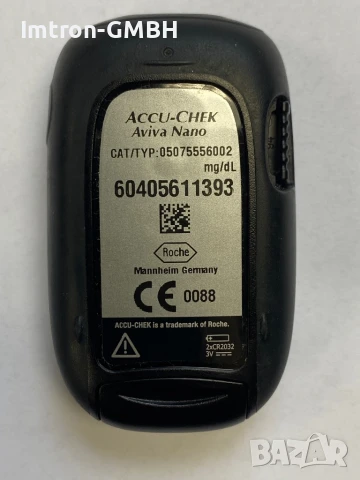 Imtron-GMBH
ACCU-CHEK
Aviva Nano
CAT/TYP:05075556002
mg/dL
60405611393
Roche
Mannheim Germany
CE 0088
ACCU-CHEK is a trademark of Roche.
2xCR2032
3V
BAZAR